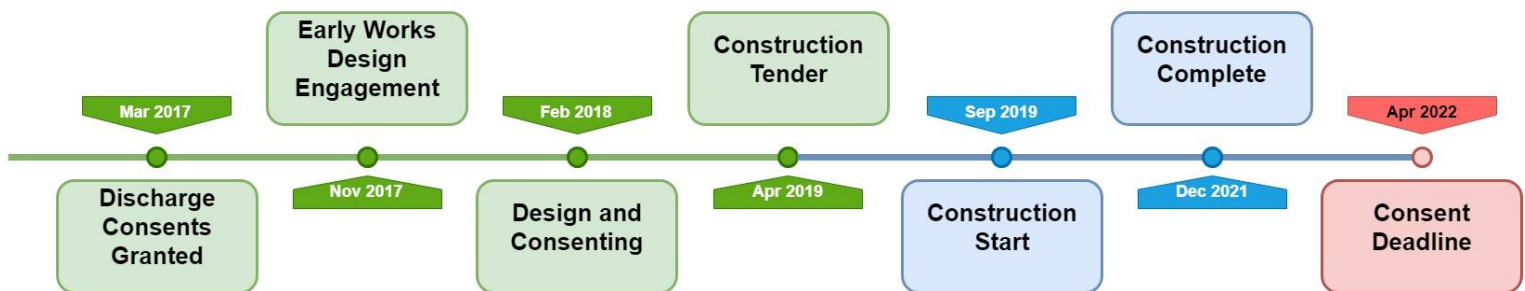 Mar 2017
Discharge
Consents
Granted
Early Works
Design
Engagement
Nov 2017
Feb 2018
Design and
Consenting
Construction
Tender
Apr 2019
Sep 2019
Construction
Start
Construction
Complete
Dec 2021
Apr 2022
Consent
Deadline